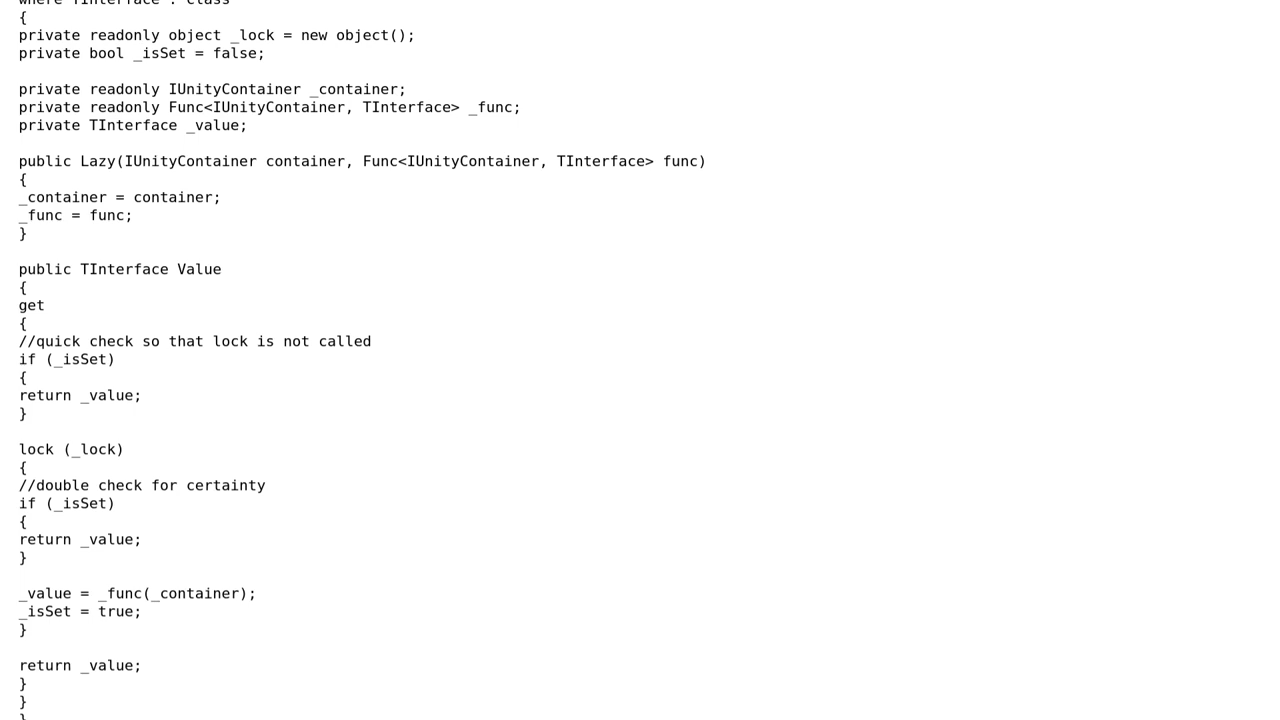 where TInterface : class
{
private readonly object _lock = new object();
private bool _isSet = false;

private readonly IUnityContainer _container;
private readonly Func<IUnityContainer, TInterface> _func;
private TInterface _value;

public Lazy(IUnityContainer container, Func<IUnityContainer, TInterface> func)
{
_container = container;
_func = func;
}

public TInterface Value
{
get
{
//quick check so that lock is not called
if (_isSet)
{
return _value;
}

lock (_lock)
{
//double check for certainty
if (_isSet)
{
return _value;
}

_value = _func(_container);
_isSet = true;
}

return _value;
}
}
}